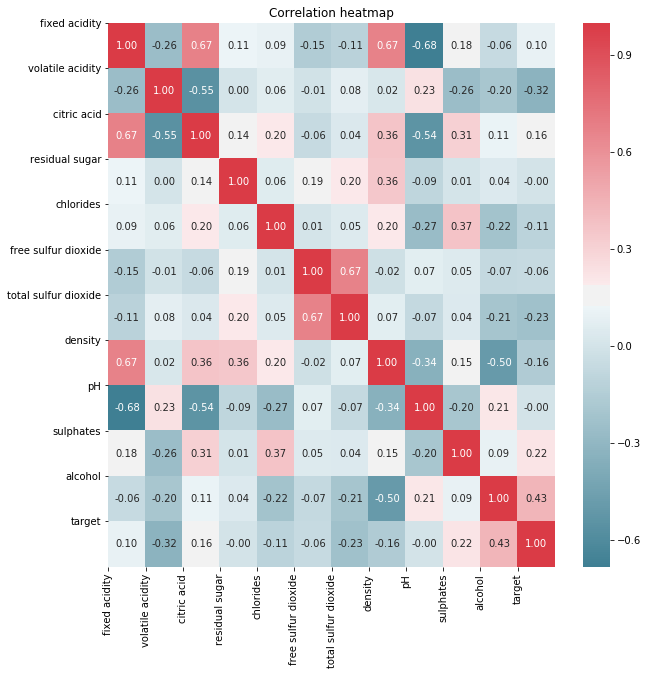 Correlation heatmap
fixed acidity
1.00 -0.26 0.67 0.11 0.09 -0.15 -0.11 0.67 -0.68 0.18 -0.06 0.10
volatile acidity
-0.26 1.00 -0.55 0.00 0.06 -0.01 0.08 0.02 0.23 -0.26 -0.20 -0.32
citric acid
0.67 -0.55 1.00 0.14 0.20 -0.06 0.04 0.36 -0.54 0.31 0.11 0.16
residual sugar
0.11 0.00 0.14 1.00 0.06 0.19 0.20 0.36 -0.09 0.01 0.04 -0.00
chlorides
0.09 0.06 0.20 0.06 1.00 0.01 0.05 0.20 -0.27 0.37 -0.22 -0.11
free sulfur dioxide
-0.15 -0.01 -0.06 0.19 0.01 1.00 0.67 -0.02 0.07 0.05 -0.07 -0.06
total sulfur dioxide
-0.11 0.08 0.04 0.20 0.05 0.67 1.00 0.07 -0.07 0.04 -0.21 -0.23
density
0.67 0.02 0.36 0.36 0.20 -0.02 0.07 1.00 -0.34 0.15 -0.50 -0.16
pH
-0.68 0.23 -0.54 -0.09 -0.27 0.07 -0.07 -0.34 1.00 -0.20 0.21 -0.00
sulphates
0.18 -0.26 0.31 0.01 0.37 0.05 0.04 0.15 -0.20 1.00 0.09 0.22
alcohol
-0.06 -0.20 0.11 0.04 -0.22 -0.07 -0.21 -0.50 0.21 0.09 1.00 0.43
target
0.10 -0.32 0.16 -0.00 -0.11 -0.06 -0.23 -0.16 -0.00 0.22 0.43 1.00
fixed acidity
volatile acidity
citric acid
residual sugar
chlorides
free sulfur dioxide
total sulfur dioxide
density
pH
sulphates
alcohol
target
0.9
0.6
0.3
0.0
-0.3
-0.6